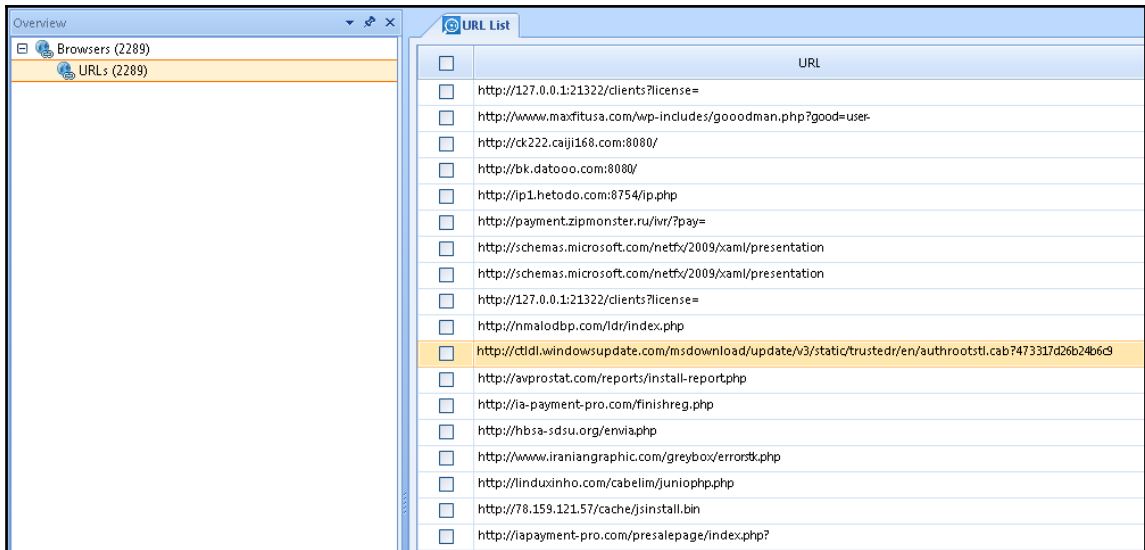 Overview
Browsers (2289)
URLs (2289)
URL List
URL
http://127.0.0.1:21322/clients?license=
http://www.maxfitusa.com/wp-includes/gooodman.php?good=user-
http://ck222.caiji168.com:8080/
http://bk.datooo.com:8080/
http://ip1.hetodo.com:8754/ip.php
http://payment.zipmonster.ru/ivr/?pay=
http://schemas.microsoft.com/netfx/2009/xaml/presentation
http://schemas.microsoft.com/netfx/2009/xaml/presentation
http://127.0.0.1:21322/clients?license=
http://nmalodbp.com/ldr/index.php
http://ctldl.windowsupdate.com/msdownload/update/v3/static/trustedr/en/authrootstl.cab?473317d26b24b6c9
http://avprostat.com/reports/install-report.php
http://ia-payment-pro.com/finishreg.php
http://hbsa-sdsu.org/envia.php
http://www.iraniangraphic.com/greybox/errorstk.php
http://linduxinho.com/cabelim/juniophp.php
http://78.159.121.57/cache/jsinstall.bin
http://iapayment-pro.com/presalepage/index.php?